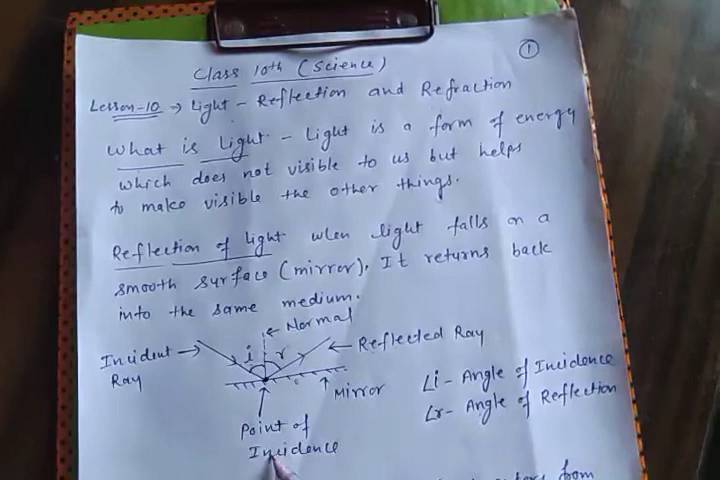 1
Class 10th (Science)
Lesson-10 → Light - Reflection and Refraction
What is Light - Light is a form of energy
which does not visible to us but helps
to make visible the other things.
Reflection of light when light falls on a
smooth surface (mirror). It returns back
into the same medium.
← Normal
Incident → i r ← Reflected Ray
Ray
↑ Mirror
∠i - Angle of Incidence
∠r - Angle of Reflection
Point of
Incidence
from